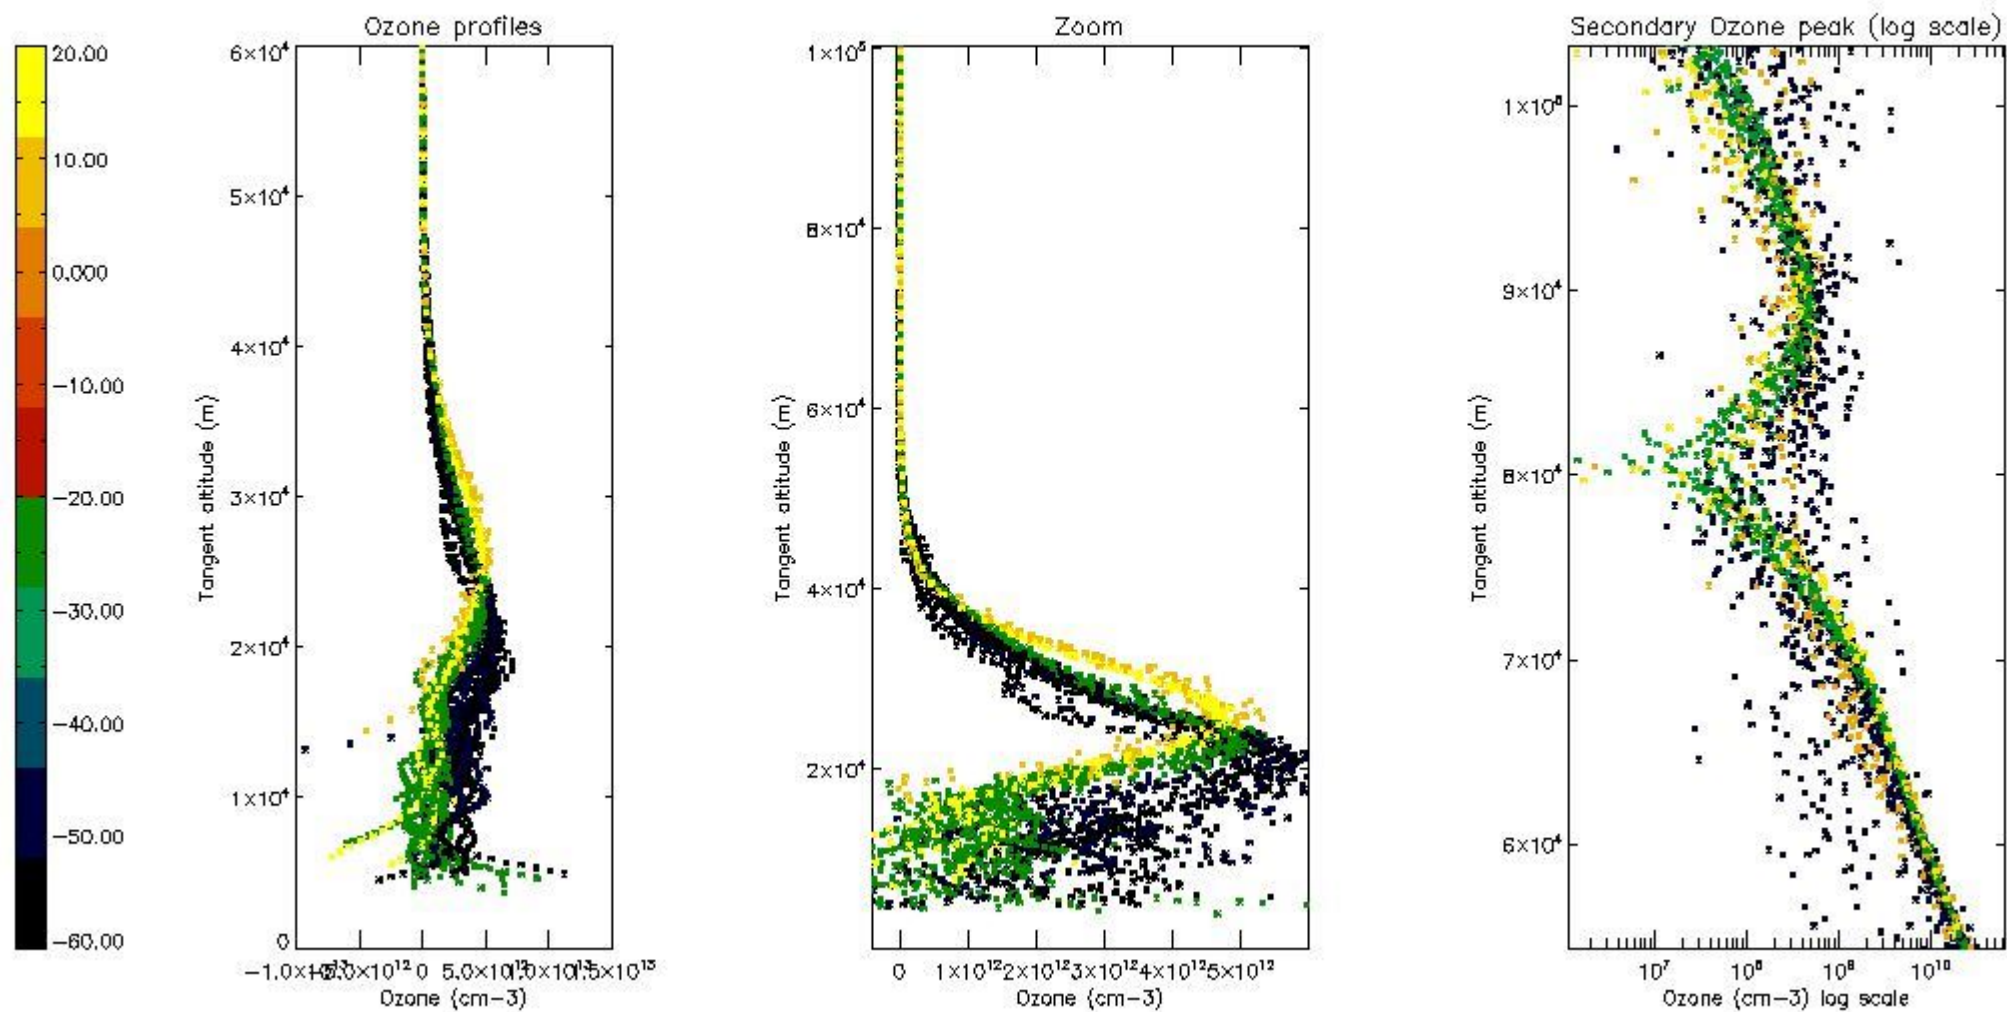 Ozone profiles
Zoom
Secondary Ozone peak (log scale)
20.00
10.00
0.000
−10.00
−20.00
−30.00
−40.00
−50.00
−60.00
6×10⁴
5×10⁴
4×10⁴
3×10⁴
2×10⁴
1×10⁴
0
Tangent altitude (m)
5.0×10¹²
0
Ozone (cm−3)
1×10⁵
8×10⁴
6×10⁴
4×10⁴
2×10⁴
0
Tangent altitude (m)
0 1×10¹² 2×10¹² 3×10¹² 4×10¹² 5×10¹²
Ozone (cm−3)
1×10⁵
9×10⁴
8×10⁴
7×10⁴
6×10⁴
Tangent altitude (m)
10⁷ 10⁸ 10⁹ 10¹⁰
Ozone (cm−3) log scale